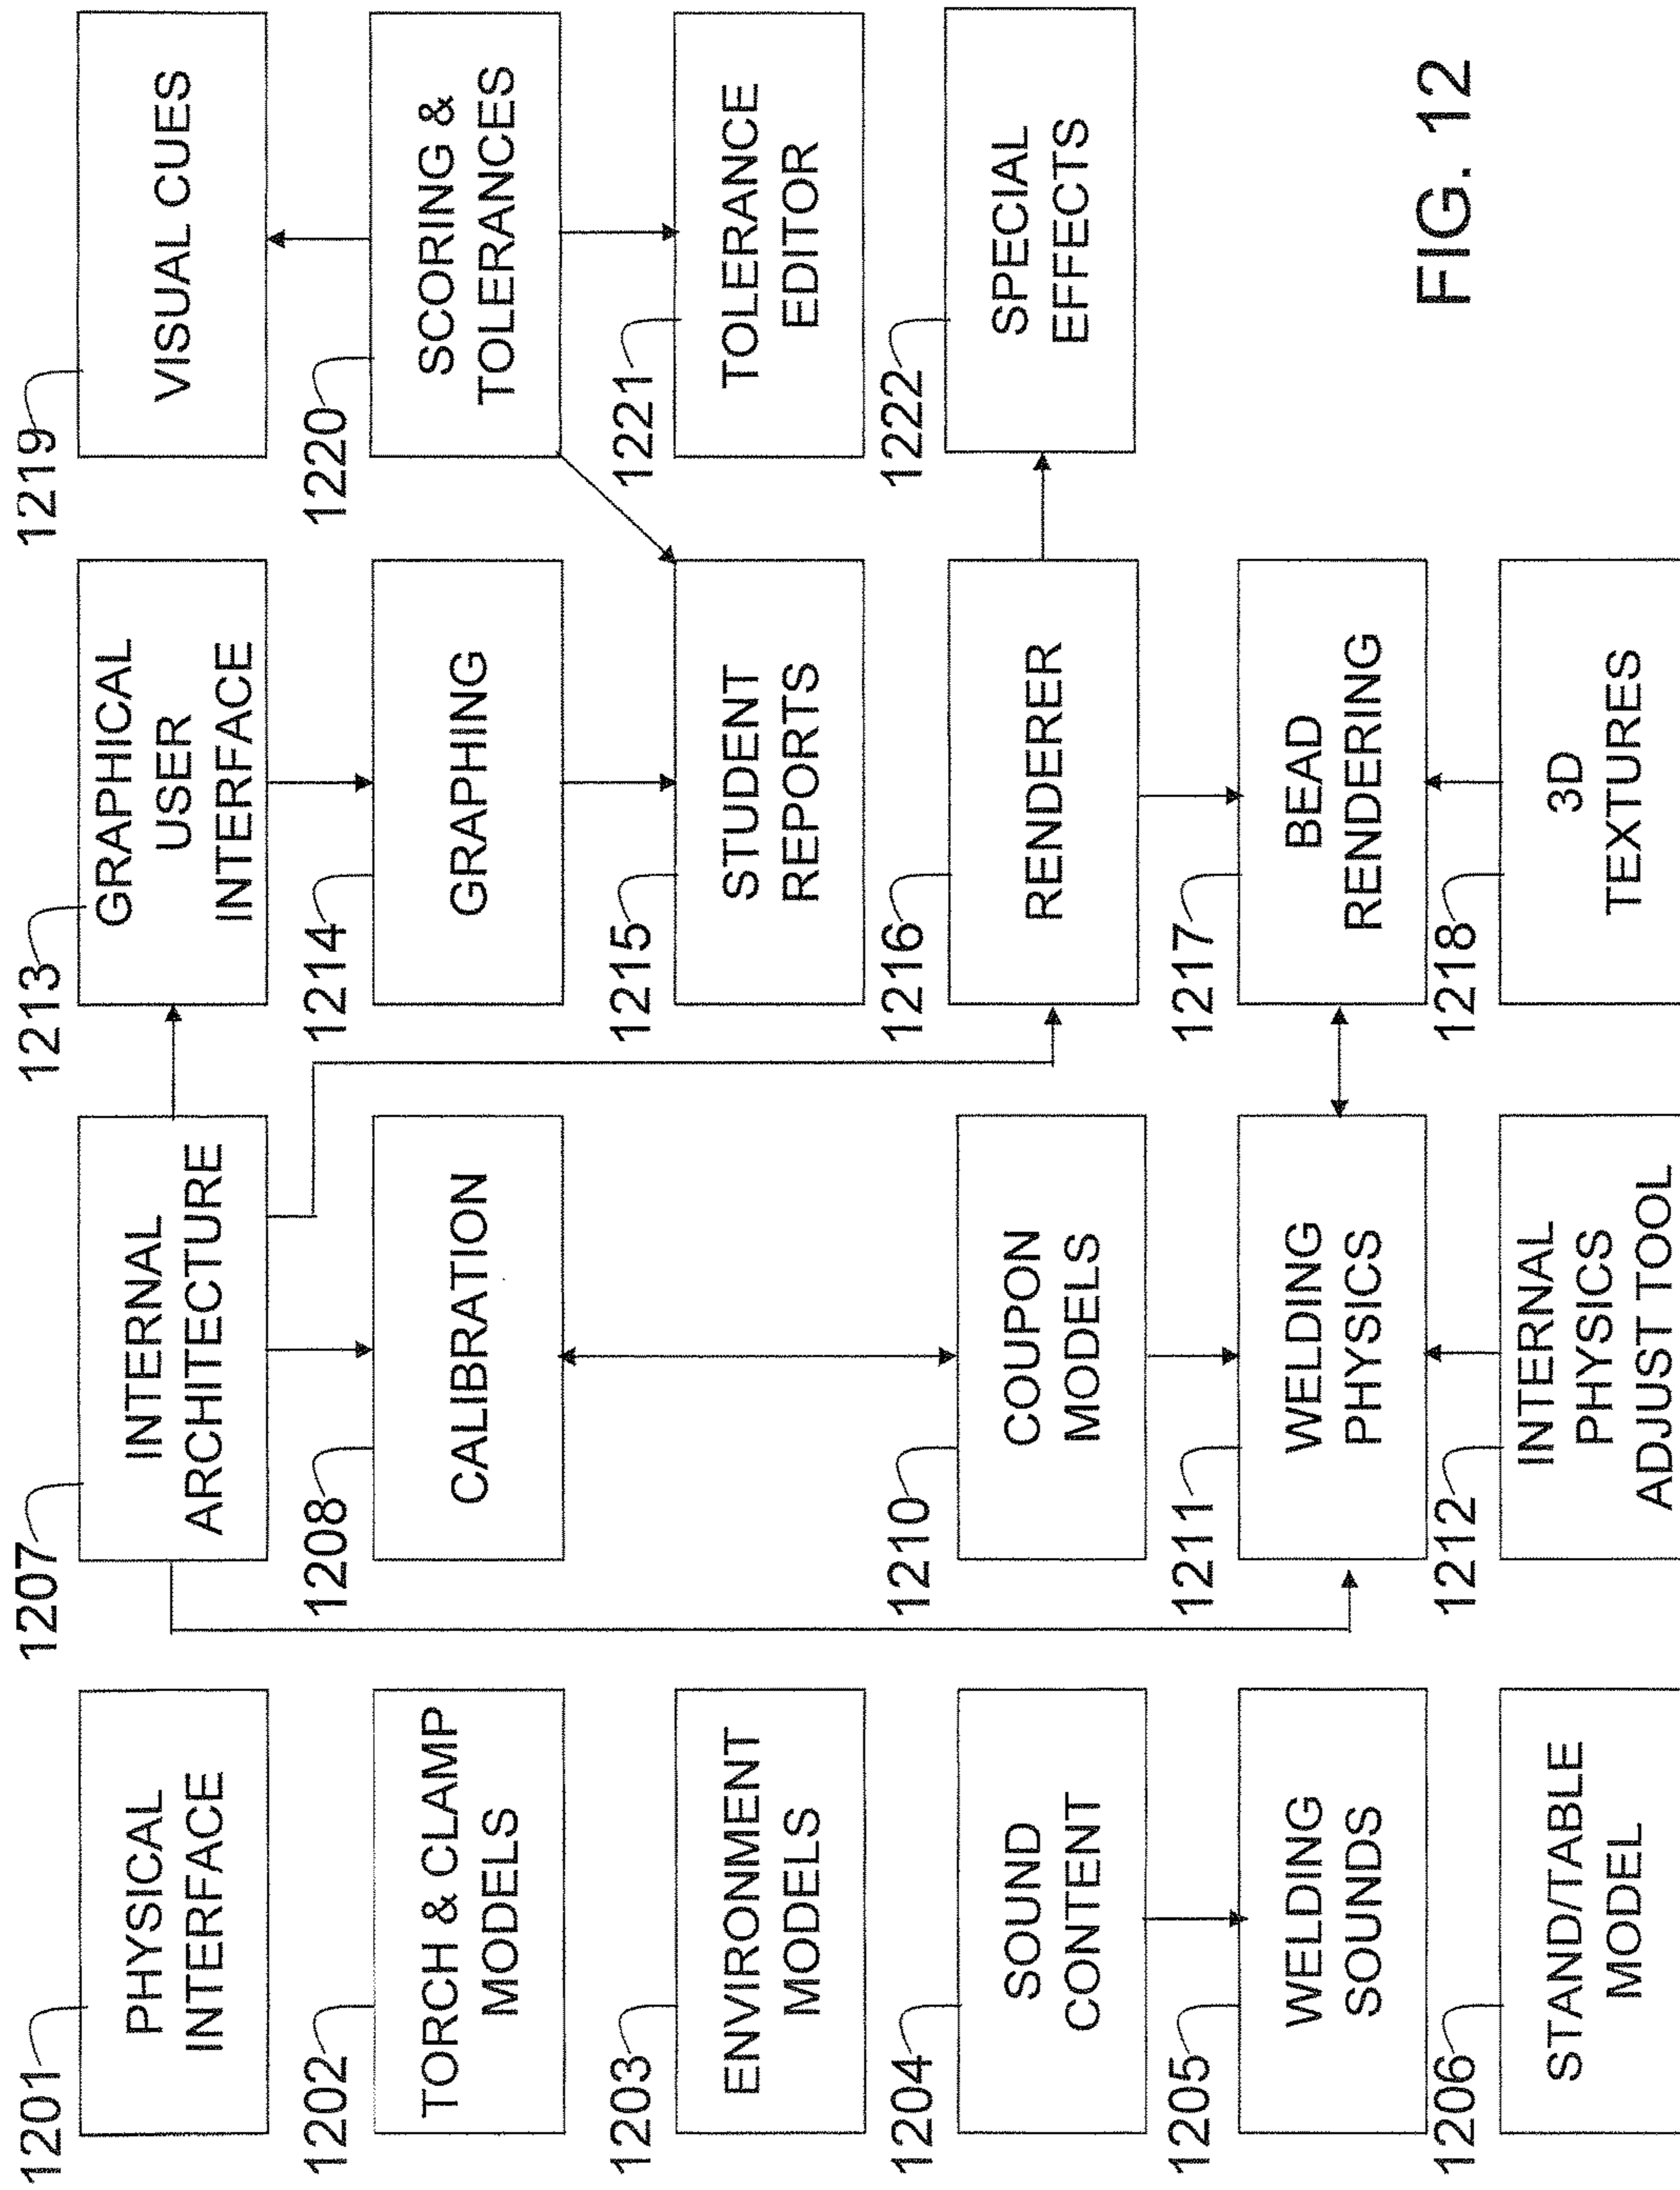 1201
PHYSICAL
INTERFACE
1202
TORCH & CLAMP
MODELS
1203
ENVIRONMENT
MODELS
1204
SOUND
CONTENT
1205
WELDING
SOUNDS
1206
STAND/TABLE
MODEL
1207
INTERNAL
ARCHITECTURE
1208
CALIBRATION
1210
COUPON
MODELS
1211
WELDING
PHYSICS
1212
INTERNAL
PHYSICS
ADJUST TOOL
1213
GRAPHICAL
USER
INTERFACE
1214
GRAPHING
1215
STUDENT
REPORTS
1216
RENDERER
1217
BEAD
RENDERING
1218
3D
TEXTURES
1219
VISUAL CUES
1220
SCORING &
TOLERANCES
1221
TOLERANCE
EDITOR
1222
SPECIAL
EFFECTS
FIG. 12